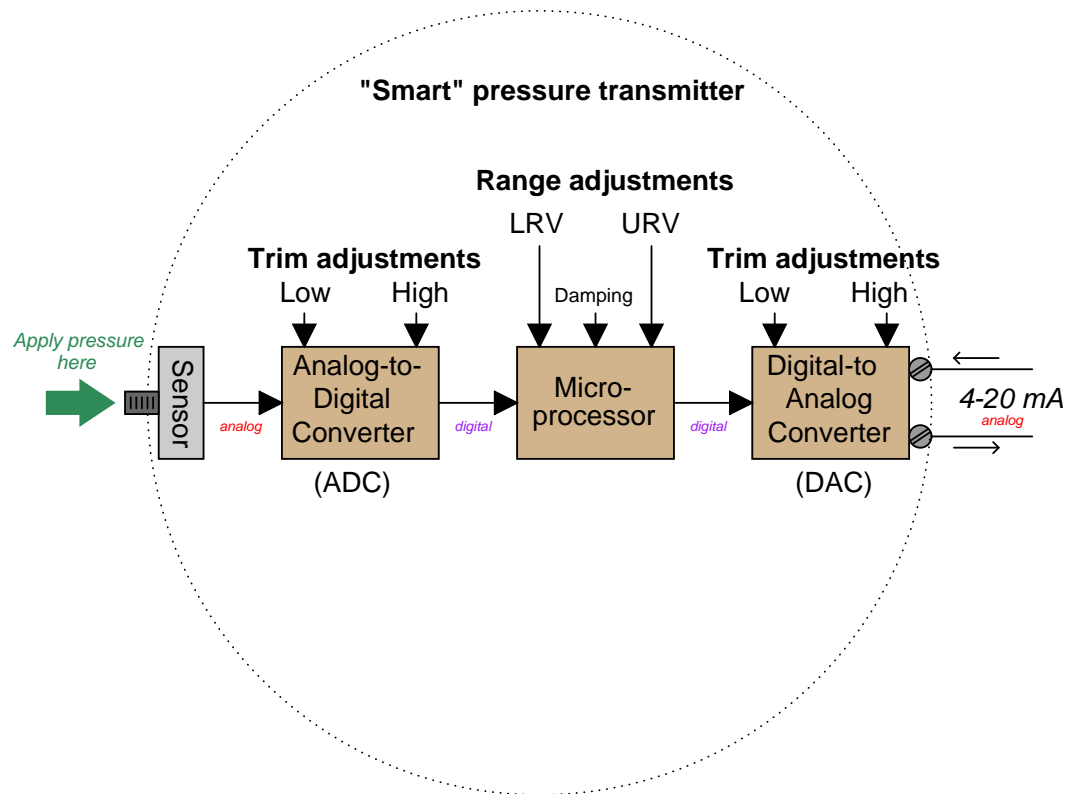 "Smart" pressure transmitter
Range adjustments
LRV
URV
Trim adjustments
Low
High
Damping
Trim adjustments
Low
High
Apply pressure
here
Sensor
analog
Analog-to-
Digital
Converter
(ADC)
digital
Micro-
processor
digital
Digital-to
Analog
Converter
(DAC)
4-20 mA
analog